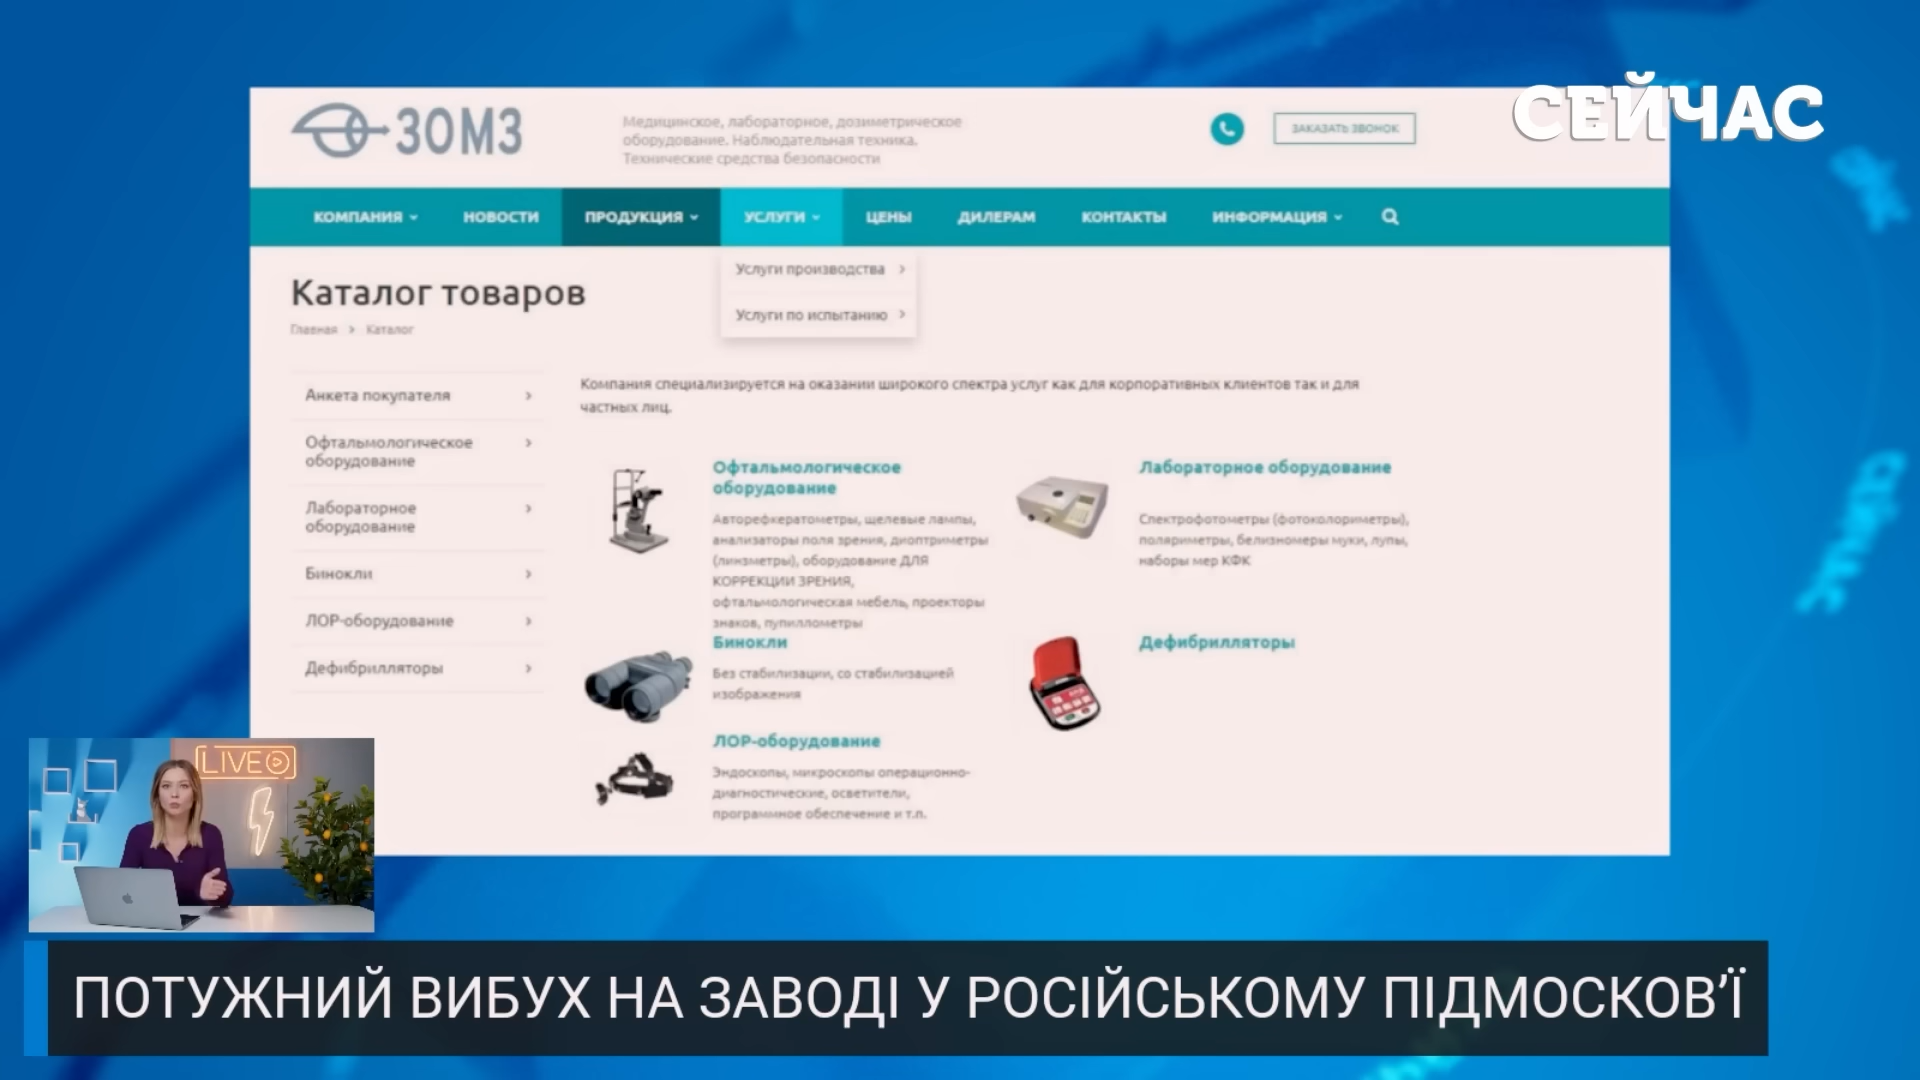 СЕЙЧАС
ЗОМЗ
Медицинское, лабораторное, дозиметрическое
оборудование. Наблюдательная техника.
Технические средства безопасности
ЗАКАЗАТЬ ЗВОНОК
КОМПАНИЯ НОВОСТИ ПРОДУКЦИЯ УСЛУГИ ЦЕНЫ ДИЛЕРАМ КОНТАКТЫ ИНФОРМАЦИЯ
Услуги производства
Услуги по испытанию
Каталог товаров
Главная > Каталог
Анкета покупателя
Офтальмологическое
оборудование
Лабораторное
оборудование
Бинокли
ЛОР-оборудование
Дефибрилляторы
Компания специализируется на оказании широкого спектра услуг как для корпоративных клиентов так и для
частных лиц.
Офтальмологическое
оборудование
Авторефкератометры, щелевые лампы,
анализаторы поля зрения, диоптриметры
(линзметры), оборудование ДЛЯ
КОРРЕКЦИИ ЗРЕНИЯ,
офтальмологическая мебель, проекторы
знаков, пупиллометры
Лабораторное оборудование
Спектрофотометры (фотоколориметры),
поляриметры, белизномеры муки, лупы,
наборы мер КФК
Бинокли
Без стабилизации, со стабилизацией
изображения
Дефибрилляторы
ЛОР-оборудование
Эндоскопы, микроскопы операционно-
диагностические, осветители,
программное обеспечение и т.п.
LIVE
ПОТУЖНИЙ ВИБУХ НА ЗАВОДІ У РОСІЙСЬКОМУ ПІДМОСКОВ’Ї